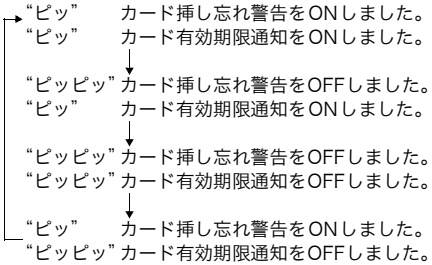 “ピッ” カード挿し忘れ警告をONしました。
“ピッ” カード有効期限通知をONしました。
“ピッピッ” カード挿し忘れ警告をOFFしました。
“ピッ” カード有効期限通知をONしました。
“ピッピッ” カード挿し忘れ警告をOFFしました。
“ピッピッ” カード有効期限通知をOFFしました。
“ピッ” カード挿し忘れ警告をONしました。
“ピッピッ” カード有効期限通知をOFFしました。